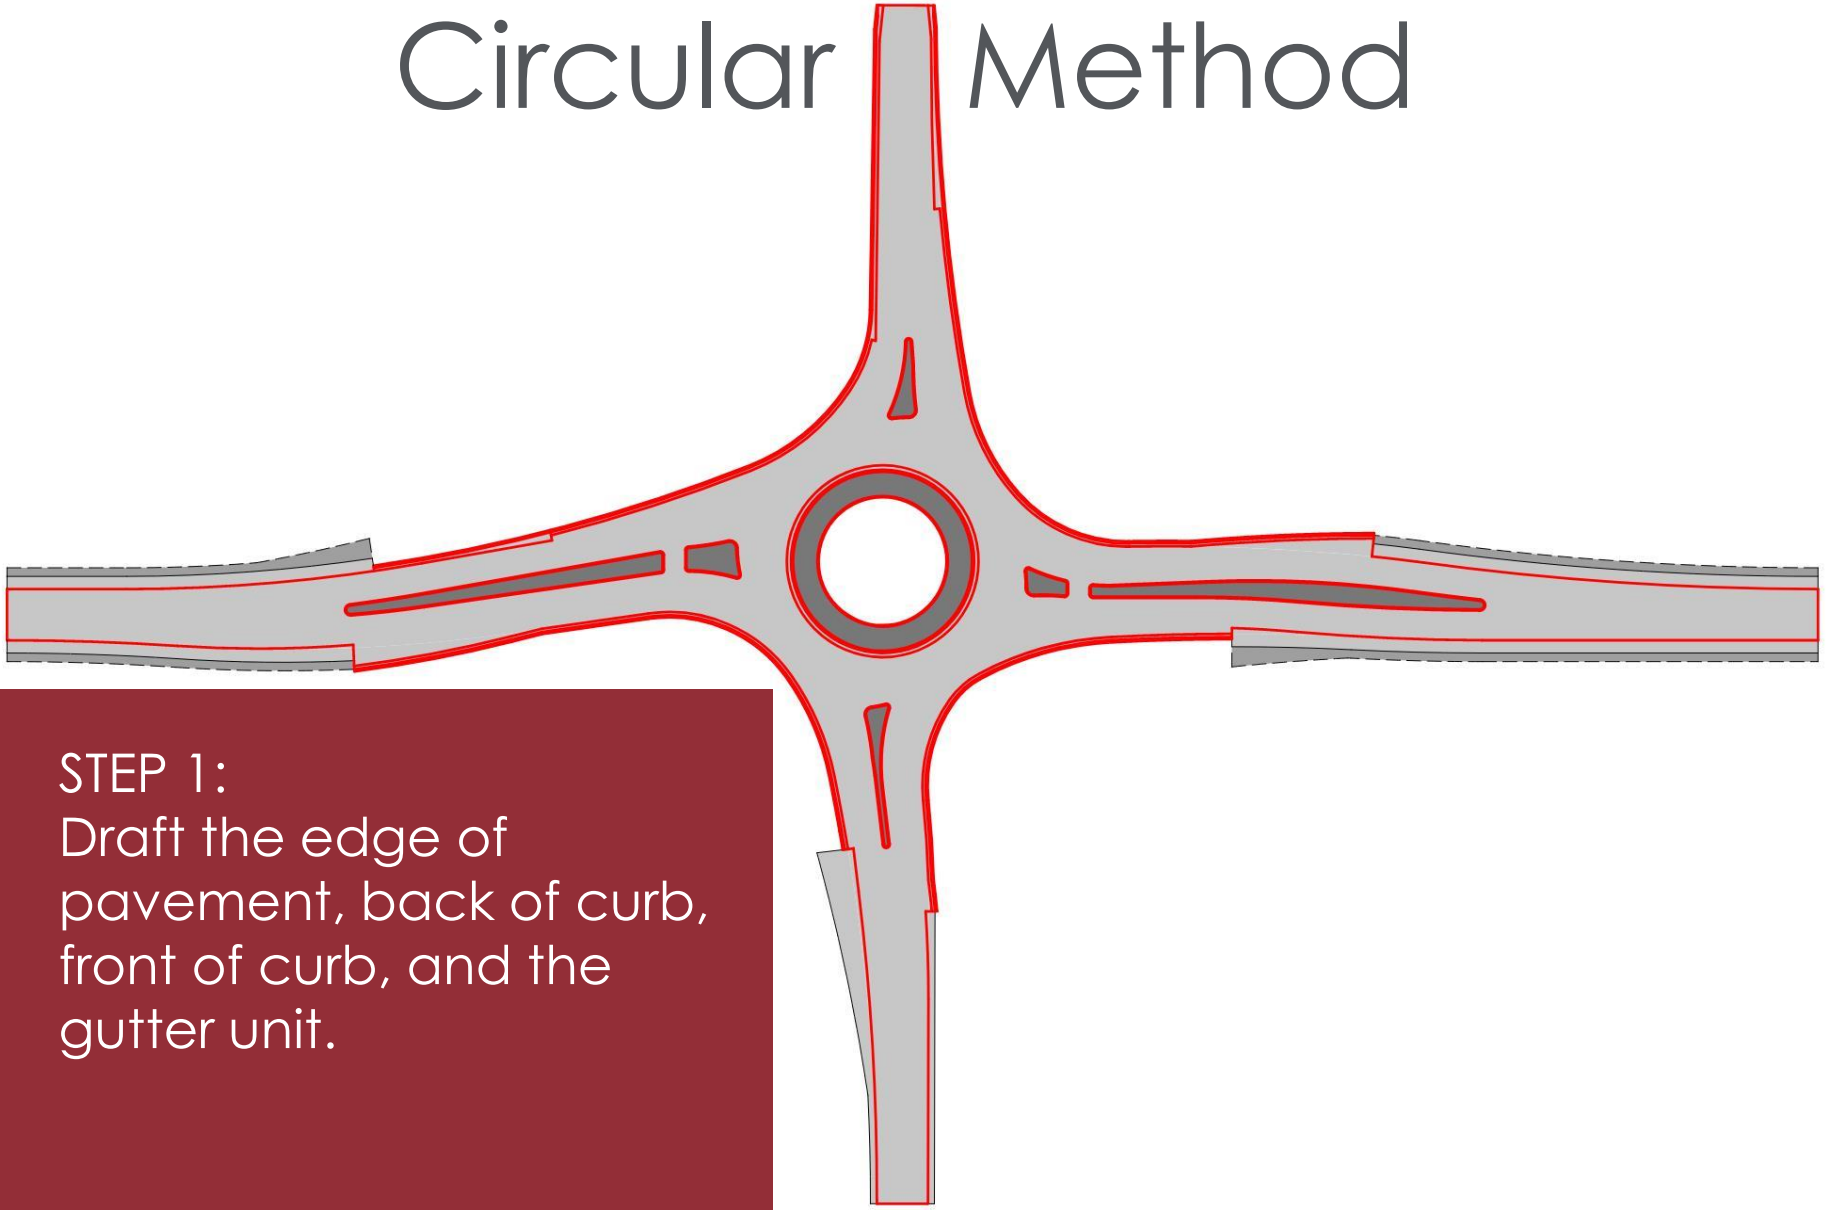 Circular Method
STEP 1:
Draft the edge of
pavement, back of curb,
front of curb, and the
gutter unit.